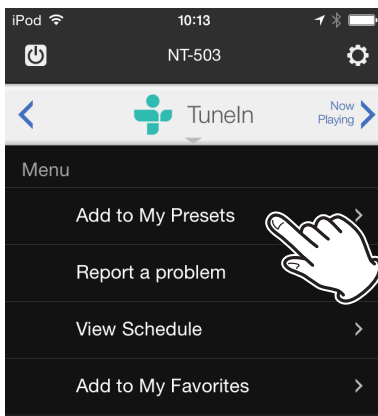 iPod 10:13
NT-503
TuneIn
Now
Playing
Menu
Add to My Presets
Report a problem
View Schedule
Add to My Favorites